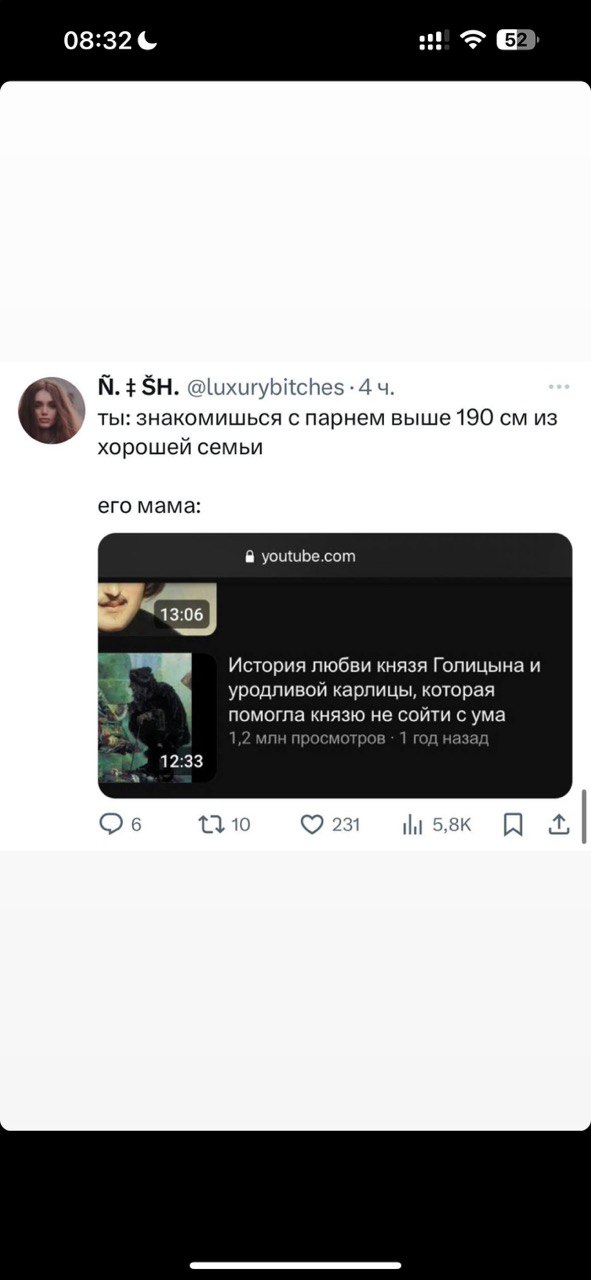 08:32
52
Ñ. ‡ ŠH. @luxurybitches · 4 ч.
ты: знакомишься с парнем выше 190 см из
хорошей семьи
его мама:
youtube.com
13:06
История любви князя Голицына и
уродливой карлицы, которая
помогла князю не сойти с ума
1,2 млн просмотров · 1 год назад
12:33
6
10
231
5,8K